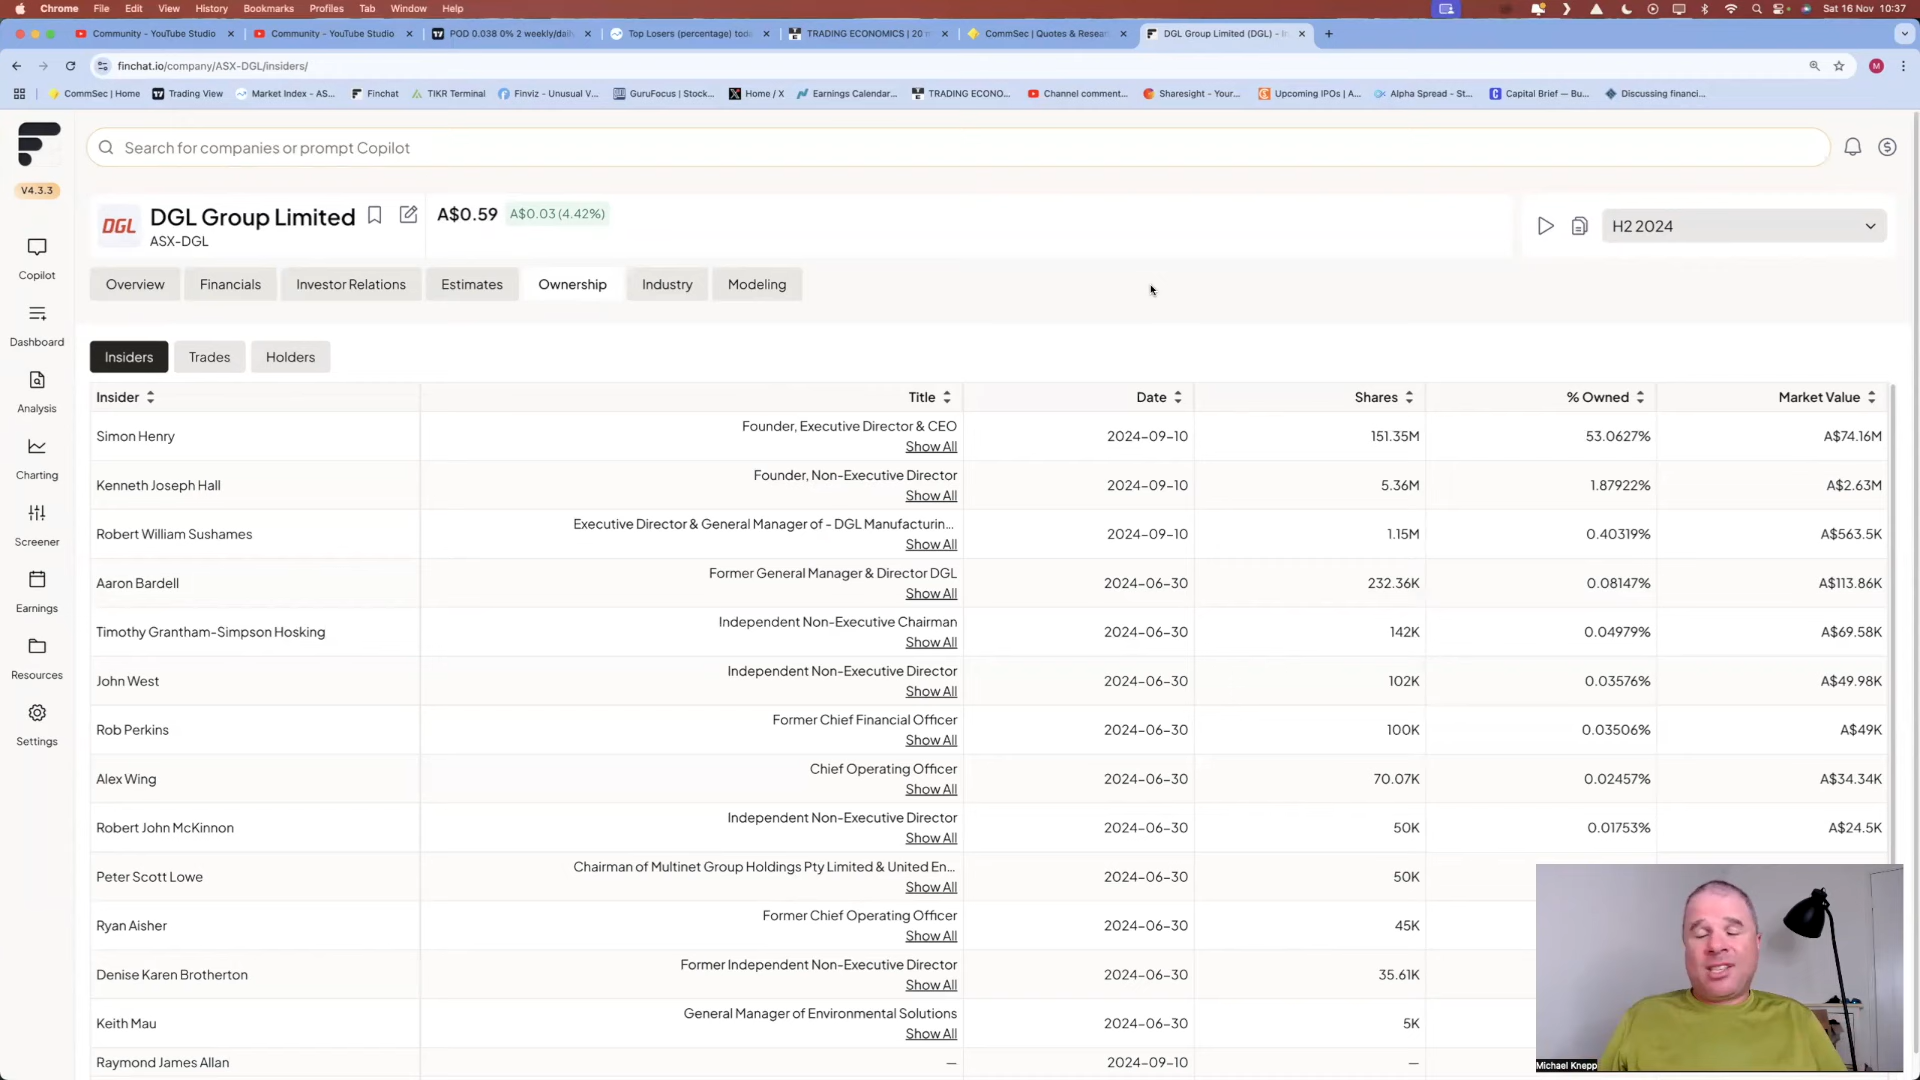 Chrome File Edit View History Bookmarks Profiles Tab Window Help Sat 16 Nov 10:37
Community - YouTube Studio Community - YouTube Studio POD 0.038 0% 2 weekly/dail Top Losers (percentage) toda TRADING ECONOMICS | 20 m CommSec | Quotes & Resear DGL Group Limited (DGL) - In
finchat.io/company/ASX-DGL/insiders/ M
CommSec | Home Trading View Market Index - AS... Finchat TIKR Terminal Finviz - Unusual V... GuruFocus | Stock... Home / X Earnings Calendar... TRADING ECONO... Channel comment... Sharesight - Your... Upcoming IPOs | A... Alpha Spread - St... Capital Brief — Bu... Discussing financi...
Search for companies or prompt Copilot
V4.3.3
DGL
DGL Group Limited A$0.59 A$0.03 (4.42%)
ASX-DGL
H2 2024
Overview Financials Investor Relations Estimates Ownership Industry Modeling
Copilot
Dashboard
Analysis
Charting
Screener
Earnings
Resources
Settings
Insiders Trades Holders
Insider Title Date Shares % Owned Market Value
Simon Henry Founder, Executive Director & CEO 2024-09-10 151.35M 53.0627% A$74.16M
Show All
Kenneth Joseph Hall Founder, Non-Executive Director 2024-09-10 5.36M 1.87922% A$2.63M
Show All
Robert William Sushames Executive Director & General Manager of - DGL Manufacturin... 2024-09-10 1.15M 0.40319% A$563.5K
Show All
Aaron Bardell Former General Manager & Director DGL 2024-06-30 232.36K 0.08147% A$113.86K
Show All
Timothy Grantham-Simpson Hosking Independent Non-Executive Chairman 2024-06-30 142K 0.04979% A$69.58K
Show All
John West Independent Non-Executive Director 2024-06-30 102K 0.03576% A$49.98K
Show All
Rob Perkins Former Chief Financial Officer 2024-06-30 100K 0.03506% A$49K
Show All
Alex Wing Chief Operating Officer 2024-06-30 70.07K 0.02457% A$34.34K
Show All
Robert John McKinnon Independent Non-Executive Director 2024-06-30 50K 0.01753% A$24.5K
Show All
Peter Scott Lowe Chairman of Multinet Group Holdings Pty Limited & United En... 2024-06-30 50K
Show All
Ryan Aisher Former Chief Operating Officer 2024-06-30 45K
Show All
Denise Karen Brotherton Former Independent Non-Executive Director 2024-06-30 35.61K
Show All
Keith Mau General Manager of Environmental Solutions 2024-06-30 5K
Show All
Raymond James Allan — 2024-09-10 —
Michael Knepp